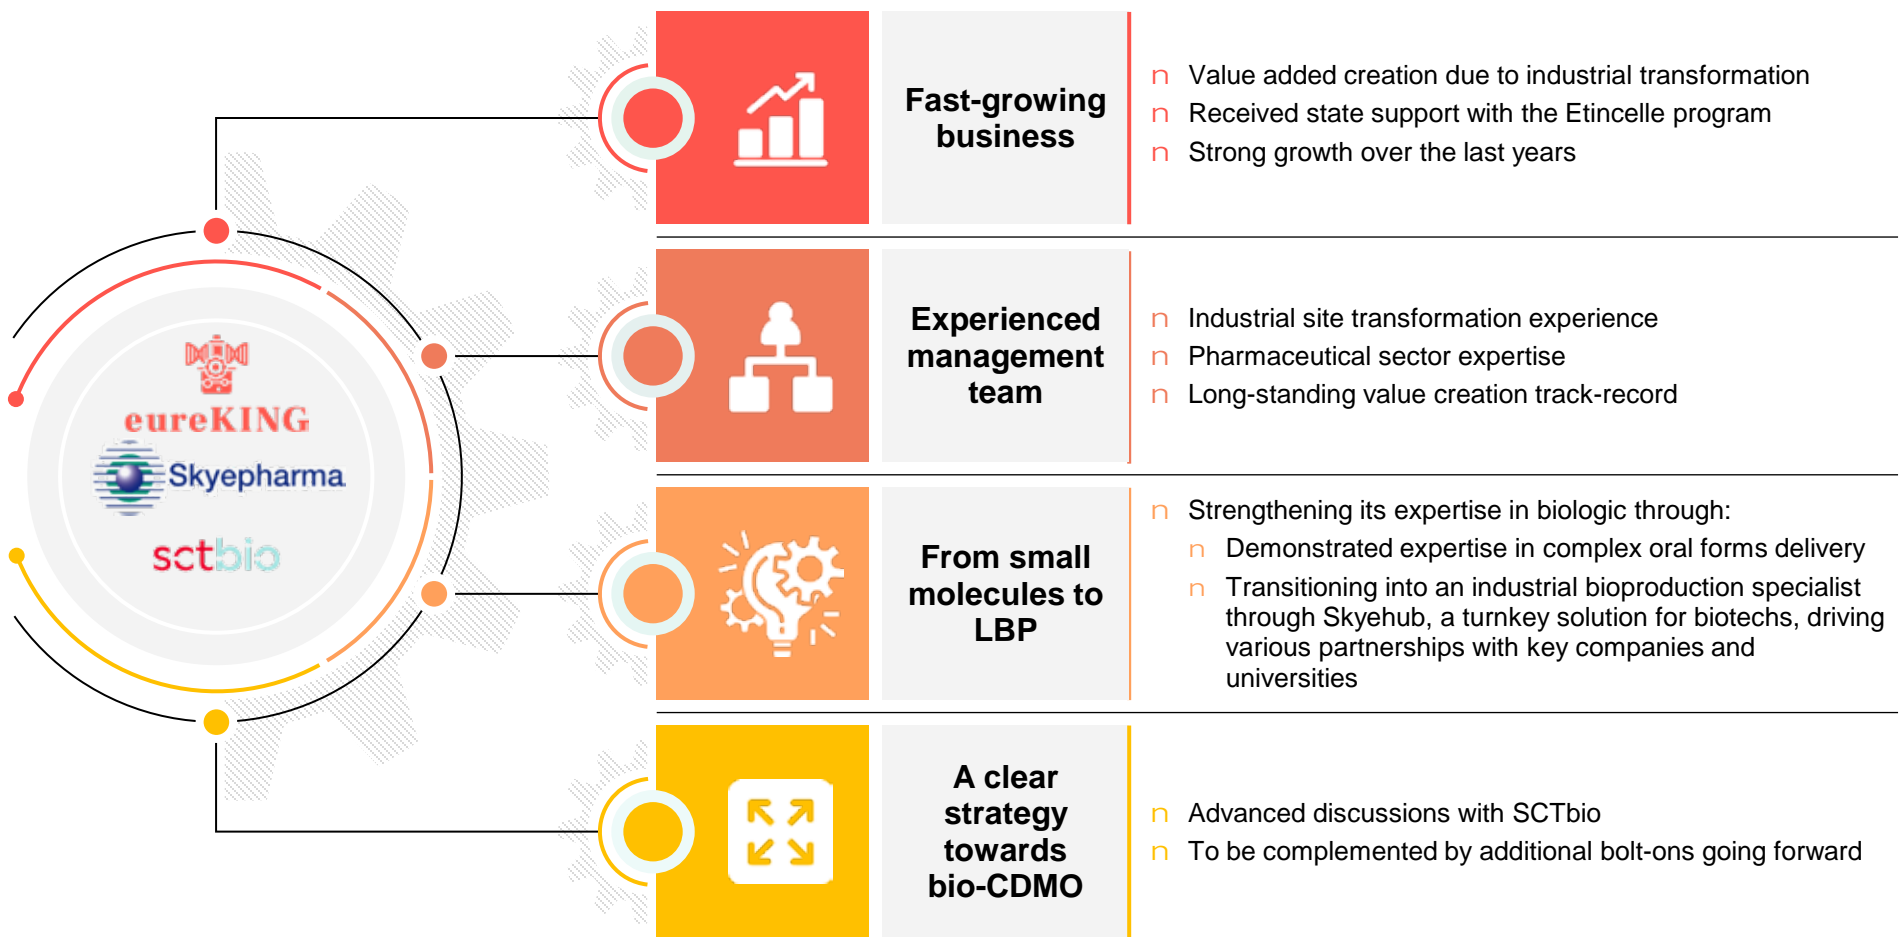 eureKING
Skyepharma
sctbio
Fast-growing
business
n Value added creation due to industrial transformation
n Received state support with the Etincelle program
n Strong growth over the last years
Experienced
management
team
n Industrial site transformation experience
n Pharmaceutical sector expertise
n Long-standing value creation track-record
From small
molecules to
LBP
n Strengthening its expertise in biologic through:
n Demonstrated expertise in complex oral forms delivery
n Transitioning into an industrial bioproduction specialist
through Skyehub, a turnkey solution for biotechs, driving
various partnerships with key companies and
universities
A clear
strategy
towards
bio-CDMO
n Advanced discussions with SCTbio
n To be complemented by additional bolt-ons going forward